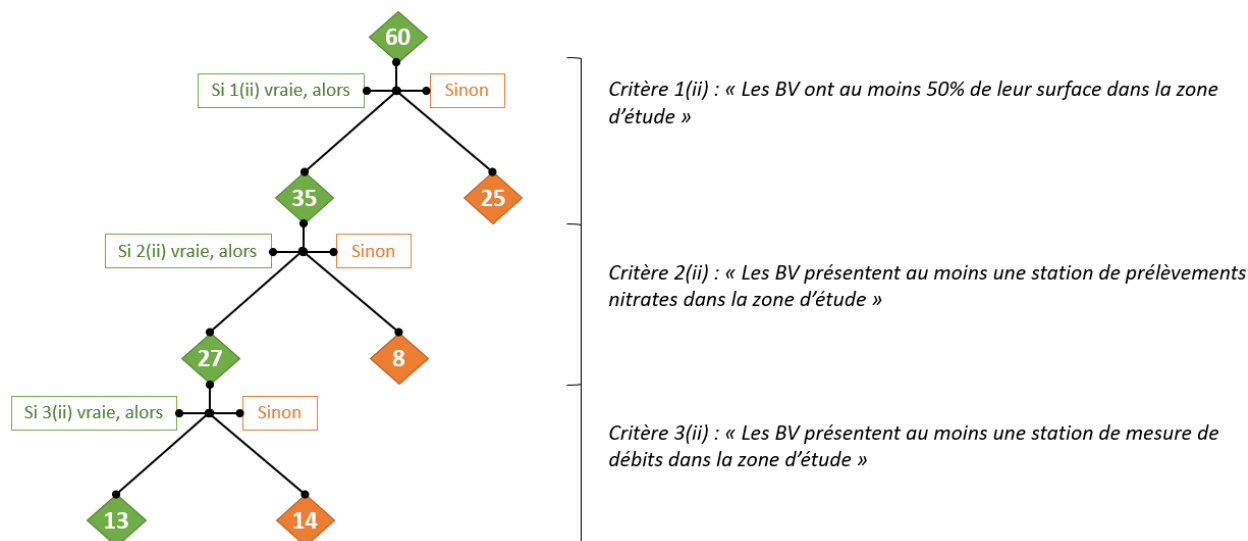 60
Si 1(ii) vraie, alors
Sinon
Critère 1(ii) : « Les BV ont au moins 50% de leur surface dans la zone
d’étude »
35
25
Si 2(ii) vraie, alors
Sinon
Critère 2(ii) : « Les BV présentent au moins une station de prélèvements
nitrates dans la zone d’étude »
27
8
Si 3(ii) vraie, alors
Sinon
Critère 3(ii) : « Les BV présentent au moins une station de mesure de
débits dans la zone d’étude »
13
14